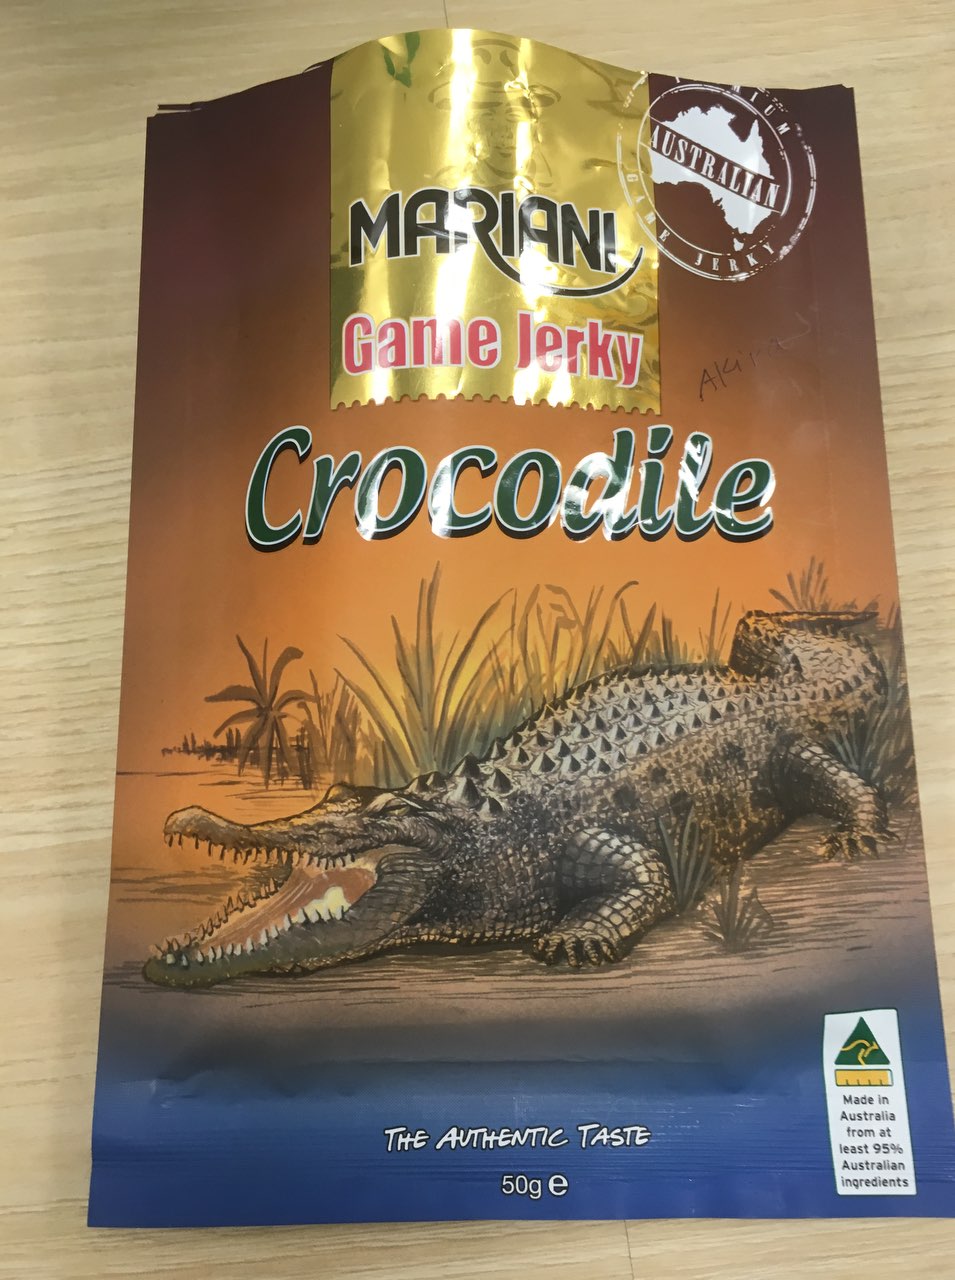 MARIANI
Game Jerky
PREMIUM
AUSTRALIAN
GAME JERKY
Akira
Crocodile
THE AUTHENTIC TASTE
50g e
Made in
Australia
from at
least 95%
Australian
ingredients